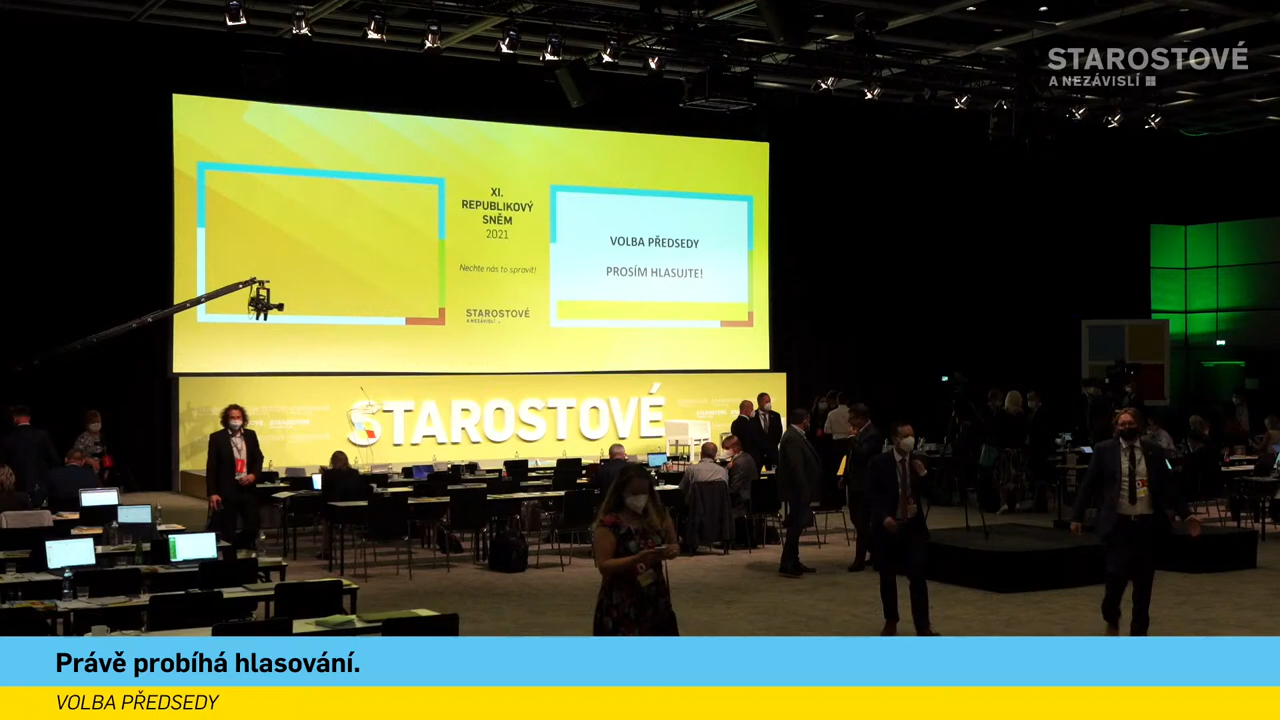 STAROSTOVÉ
A NEZÁVISLÍ
XI.
REPUBLIKOVÝ
SNĚM
2021
Nechte nás to spravit!
STAROSTOVÉ
A NEZÁVISLÍ
VOLBA PŘEDSEDY
PROSÍM HLASUJTE!
STAROSTOVÉ
Právě probíhá hlasování.
VOLBA PŘEDSEDY